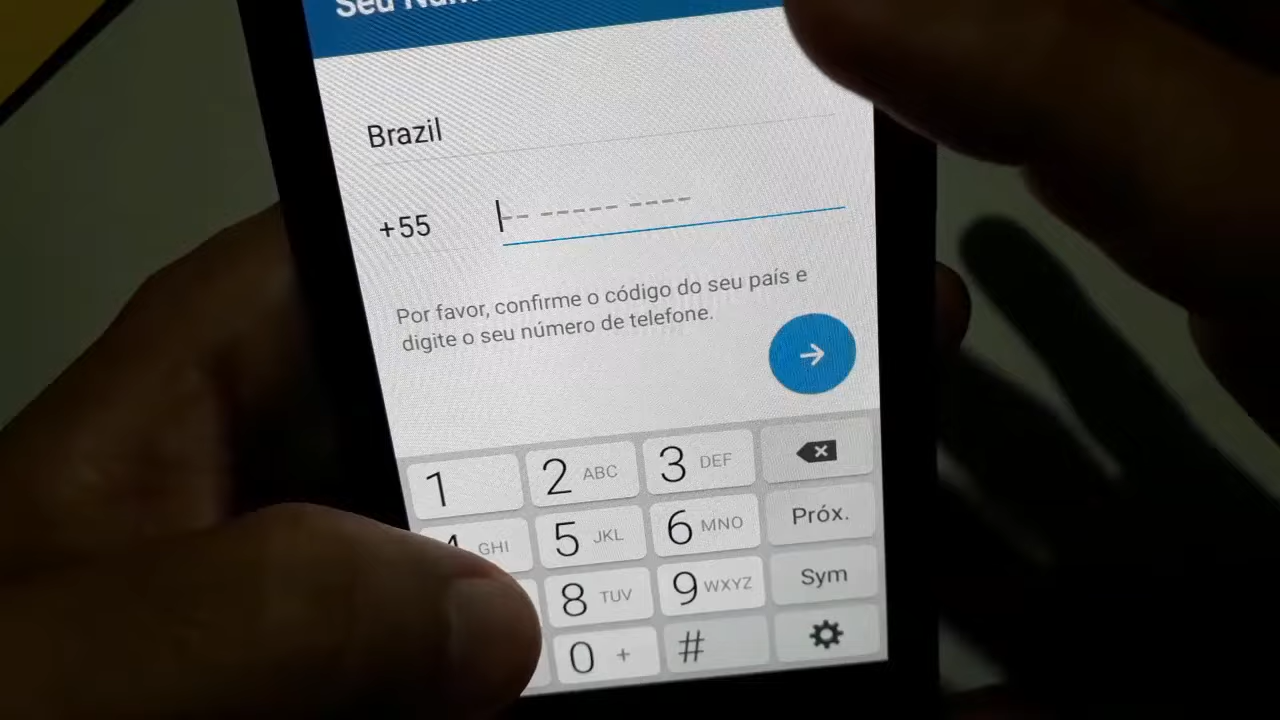 Seu
Brazil
+55 -- ----- ----
Por favor, confirme o código do seu país e
digite o seu número de telefone.
1 2 ABC 3 DEF
GHI 5 JKL 6 MNO Próx.
8 TUV 9 WXYZ Sym
0 + #